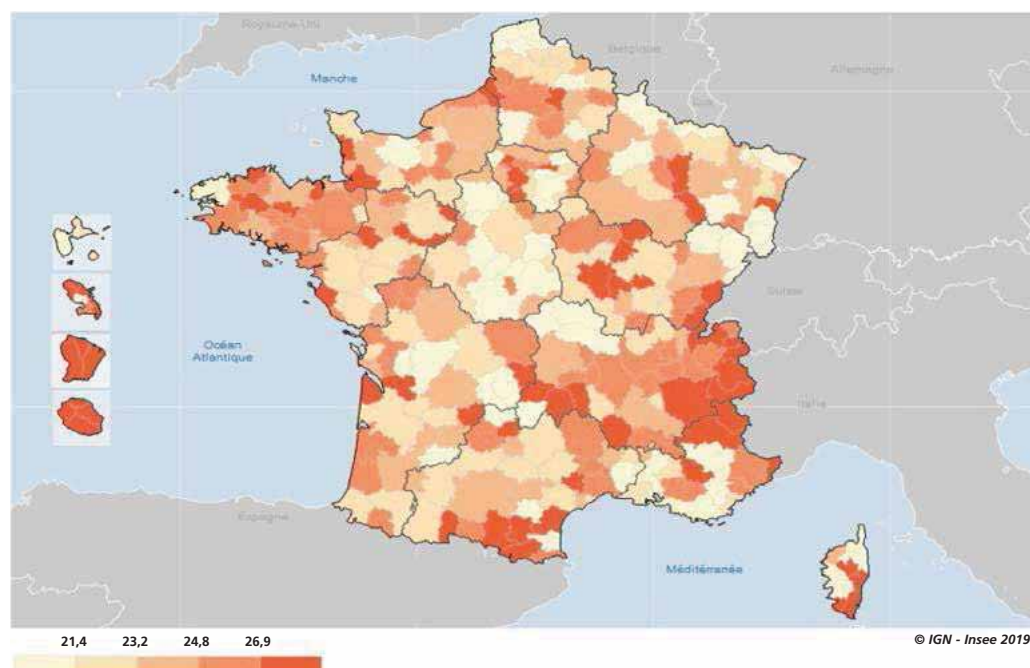 Royaume-Uni
Belgique
Allemagne
Manche
Suisse
Océan
Atlantique
Italie
Espagne
Méditérranée
21,4 23,2 24,8 26,9
© IGN - Insee 2019